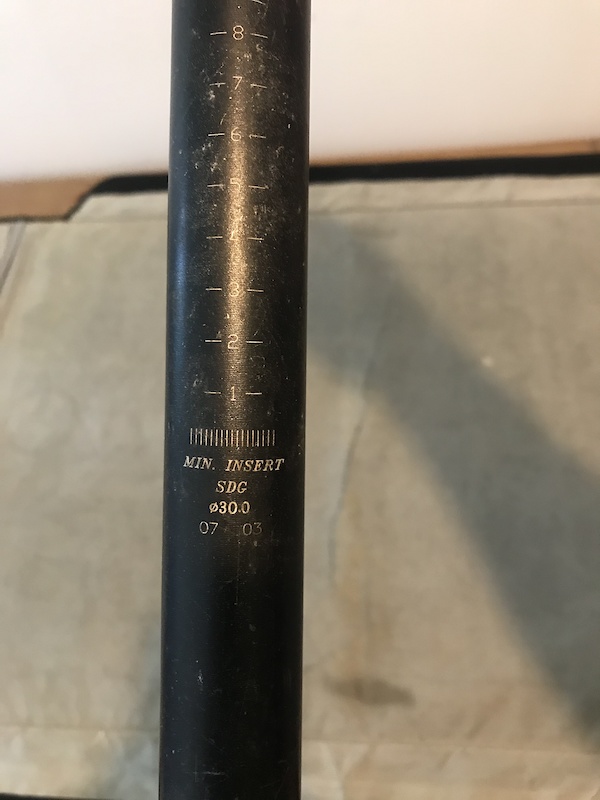 – 8 –
– 7 –
– 6 –
– 5 –
– 4 –
– 3 –
– 2 –
– 1 –
MIN. INSERT
SDG
ø30.0
07 03